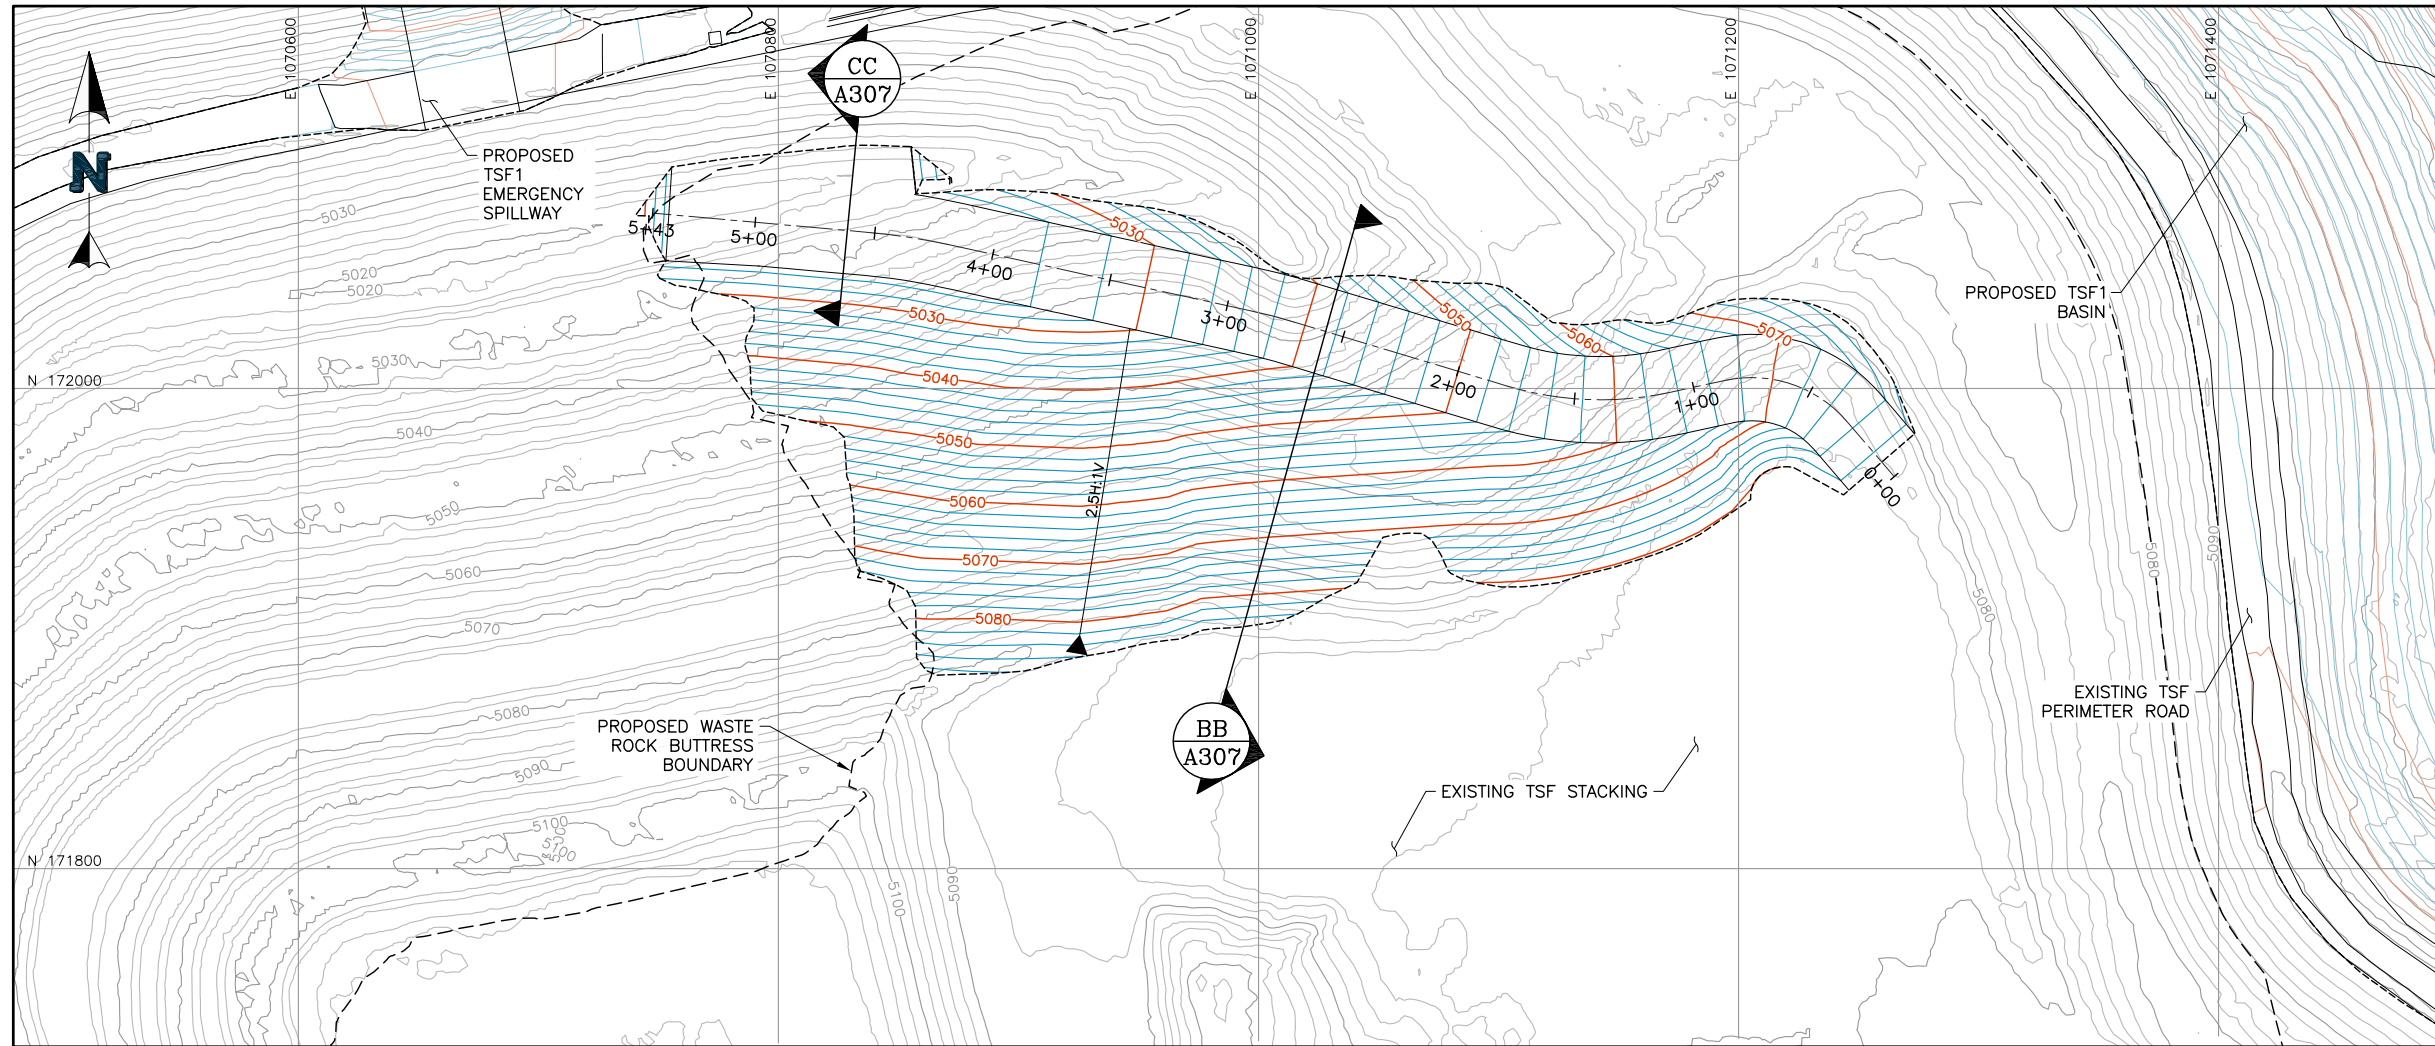 E 1070600
E 1070800
E 1071000
E 1071200
E 1071400
CC
A307
N
PROPOSED
TSF1
EMERGENCY
SPILLWAY
5030
5020
5020
5030
5040
5050
5060
5070
5080
5090
5100
5100
5+43
5+00
4+00
3+00
2+00
1+00
0+00
5030
5050
5060
5070
5030
5040
5050
5060
5070
5080
2.5H:1V
N 172000
N 171800
PROPOSED TSF1
BASIN
5080
5090
5080
EXISTING TSF
PERIMETER ROAD
PROPOSED WASTE
ROCK BUTTRESS
BOUNDARY
BB
A307
EXISTING TSF STACKING
5100
5090